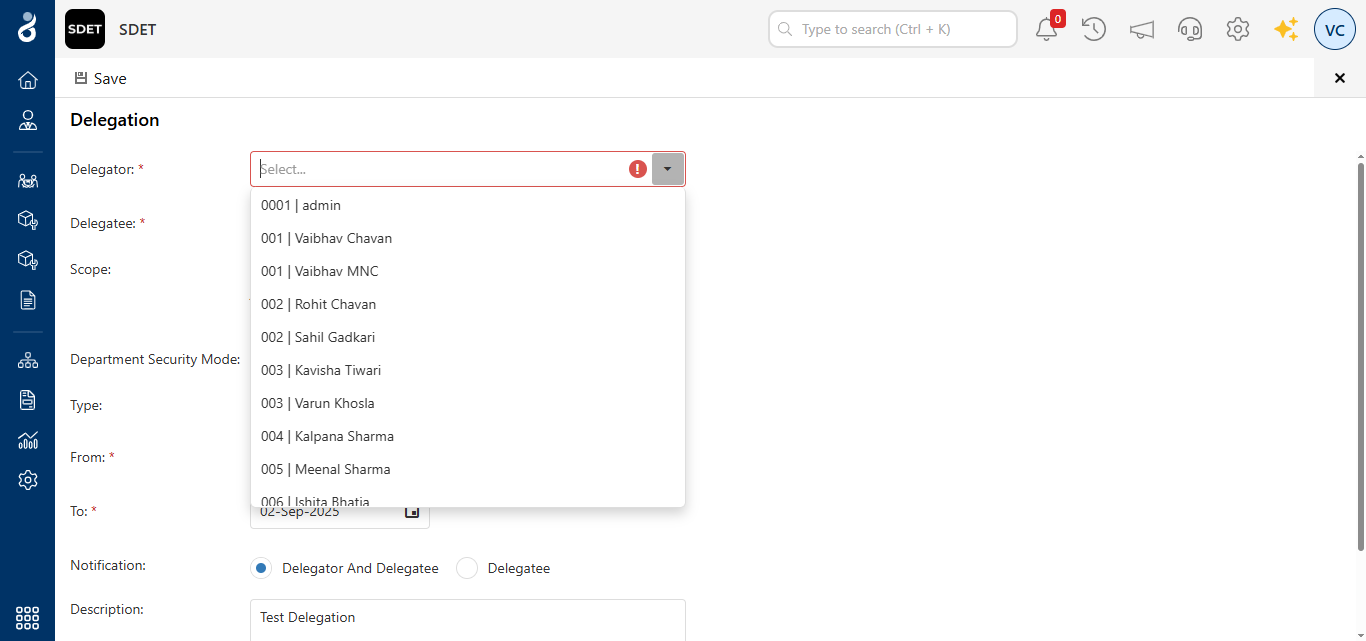 SDET SDET Type to search (Ctrl + K) 0 VC
Save
Delegation
Delegator: * Select...
0001 | admin
Delegatee: *
001 | Vaibhav Chavan
001 | Vaibhav MNC
Scope:
002 | Rohit Chavan
002 | Sahil Gadkari
Department Security Mode:
003 | Kavisha Tiwari
Type:
003 | Varun Khosla
004 | Kalpana Sharma
From: *
005 | Meenal Sharma
006 | Ishita Bhatia
To: * 02-Sep-2025
Notification: Delegator And Delegatee Delegatee
Description: Test Delegation